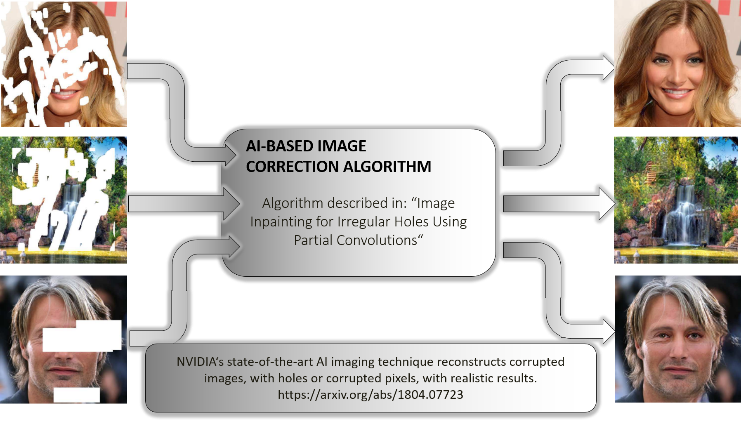 AI-BASED IMAGE
CORRECTION ALGORITHM
Algorithm described in: “Image
Inpainting for Irregular Holes Using
Partial Convolutions“
NVIDIA’s state-of-the-art AI imaging technique reconstructs corrupted
images, with holes or corrupted pixels, with realistic results.
https://arxiv.org/abs/1804.07723